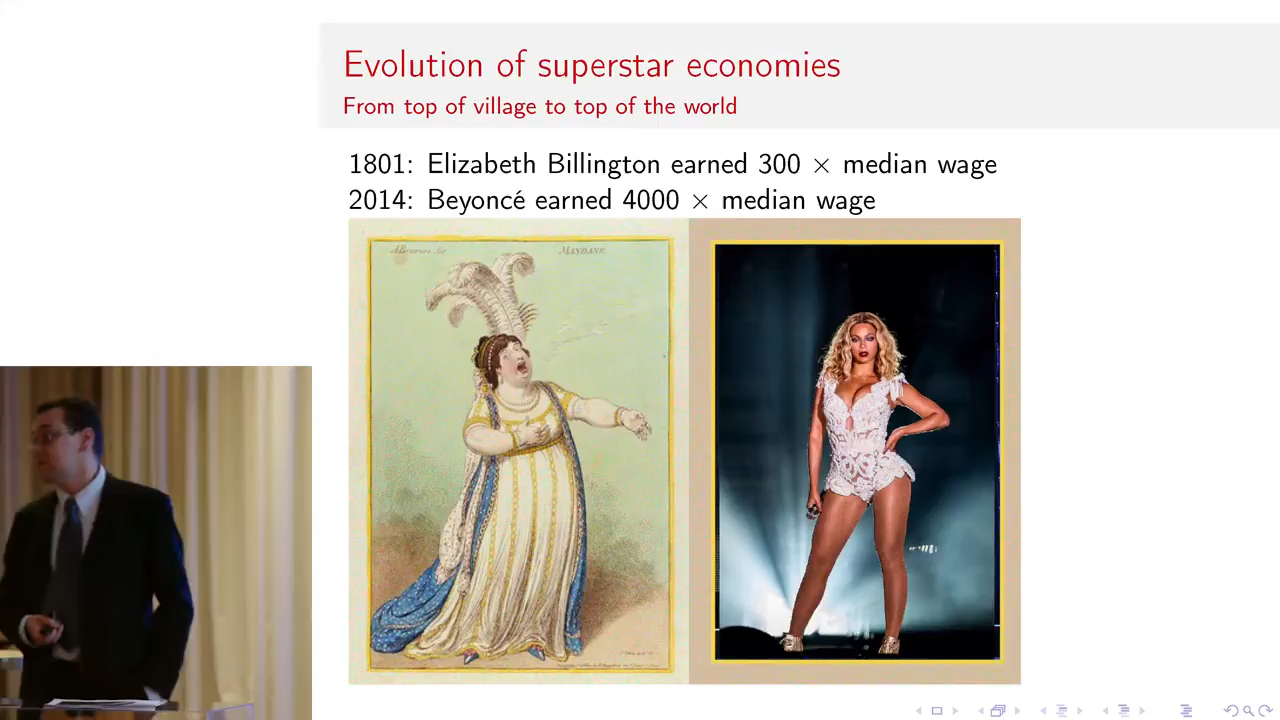 Evolution of superstar economies
From top of village to top of the world
1801: Elizabeth Billington earned 300 × median wage
2014: Beyoncé earned 4000 × median wage
MANDANE